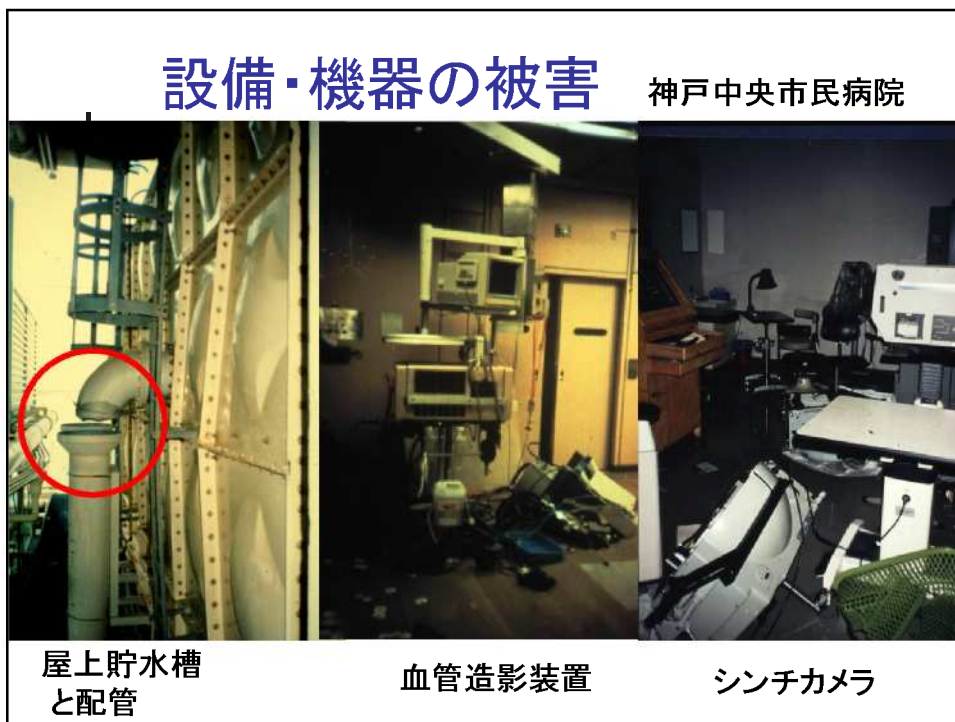 設備・機器の被害
神戸中央市民病院
屋上貯水槽
と配管
血管造影装置
シンチカメラ